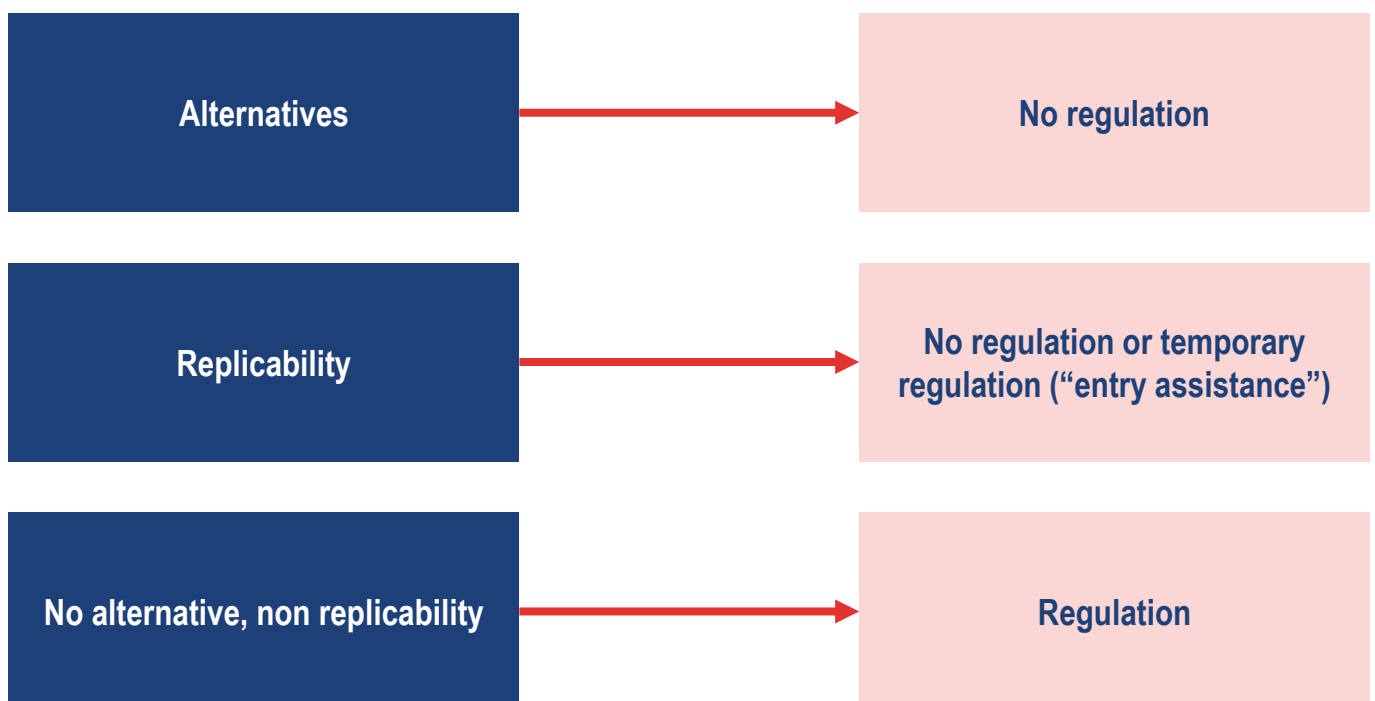 Alternatives
No regulation
Replicability
No regulation or temporary
regulation (“entry assistance”)
No alternative, non replicability
Regulation